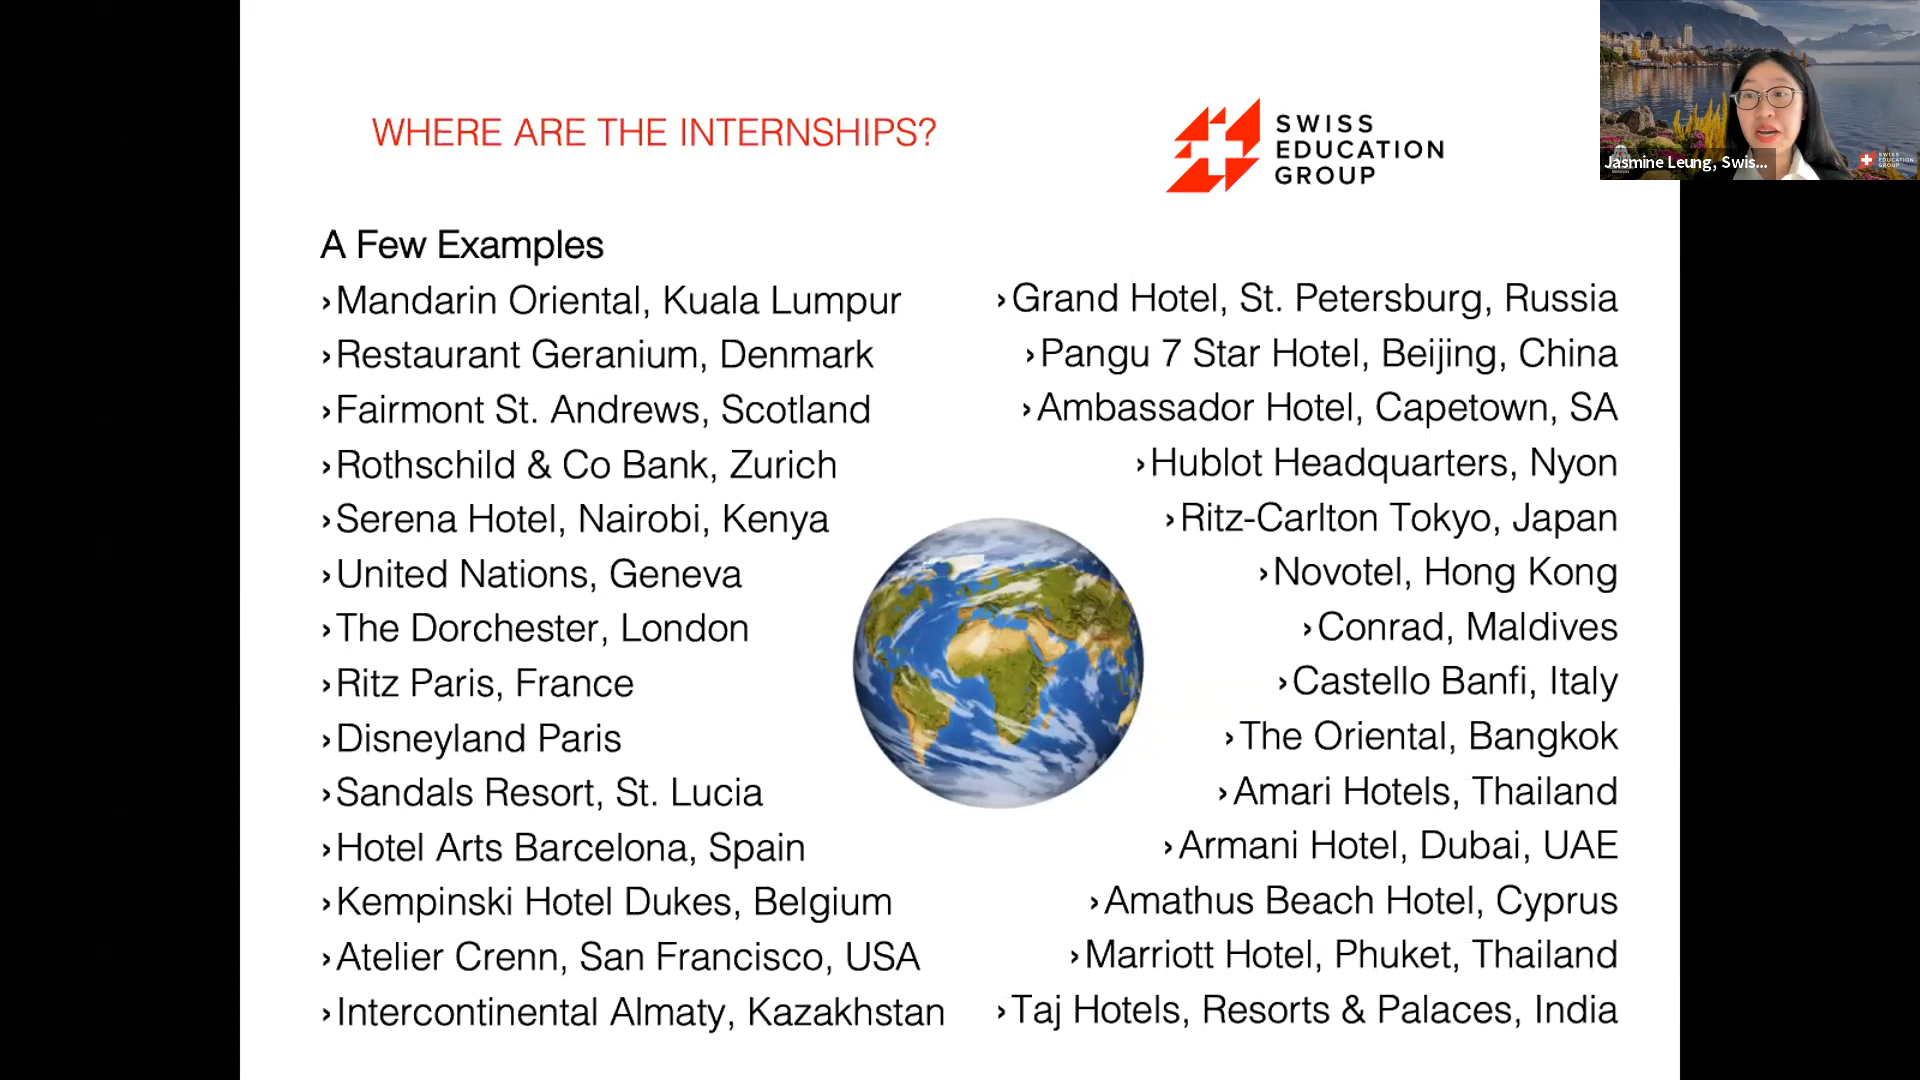 WHERE ARE THE INTERNSHIPS?
SWISS
EDUCATION
GROUP
Jasmine Leung, Swis...
SWISS
EDUCATION
GROUP
A Few Examples
›Mandarin Oriental, Kuala Lumpur
›Restaurant Geranium, Denmark
›Fairmont St. Andrews, Scotland
›Rothschild & Co Bank, Zurich
›Serena Hotel, Nairobi, Kenya
›United Nations, Geneva
›The Dorchester, London
›Ritz Paris, France
›Disneyland Paris
›Sandals Resort, St. Lucia
›Hotel Arts Barcelona, Spain
›Kempinski Hotel Dukes, Belgium
›Atelier Crenn, San Francisco, USA
›Intercontinental Almaty, Kazakhstan
›Grand Hotel, St. Petersburg, Russia
›Pangu 7 Star Hotel, Beijing, China
›Ambassador Hotel, Capetown, SA
›Hublot Headquarters, Nyon
›Ritz-Carlton Tokyo, Japan
›Novotel, Hong Kong
›Conrad, Maldives
›Castello Banfi, Italy
›The Oriental, Bangkok
›Amari Hotels, Thailand
›Armani Hotel, Dubai, UAE
›Amathus Beach Hotel, Cyprus
›Marriott Hotel, Phuket, Thailand
›Taj Hotels, Resorts & Palaces, India